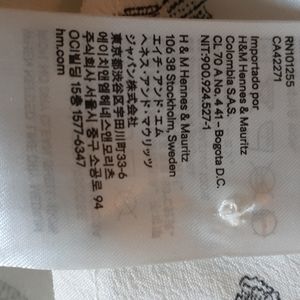 RN101255
CA42271
Importado por
H&M Hennes & Mauritz
Colombia S.A.S.
CL 70 A No. 4 41 - Bogota D.C.
NIT:900.924.527-1
H & M Hennes & Mauritz
106 38 Stockholm, Sweden
エイチ・アンド・エム
ヘネス・アンド・マウリッツ
ジャパン株式会社
東京都渋谷区宇田川町33-6
에이치앤엠헤네스앤모리츠
주식회사 서울시 중구 소공로 94
OCI빌딩 15층 1577-6347
hm.com